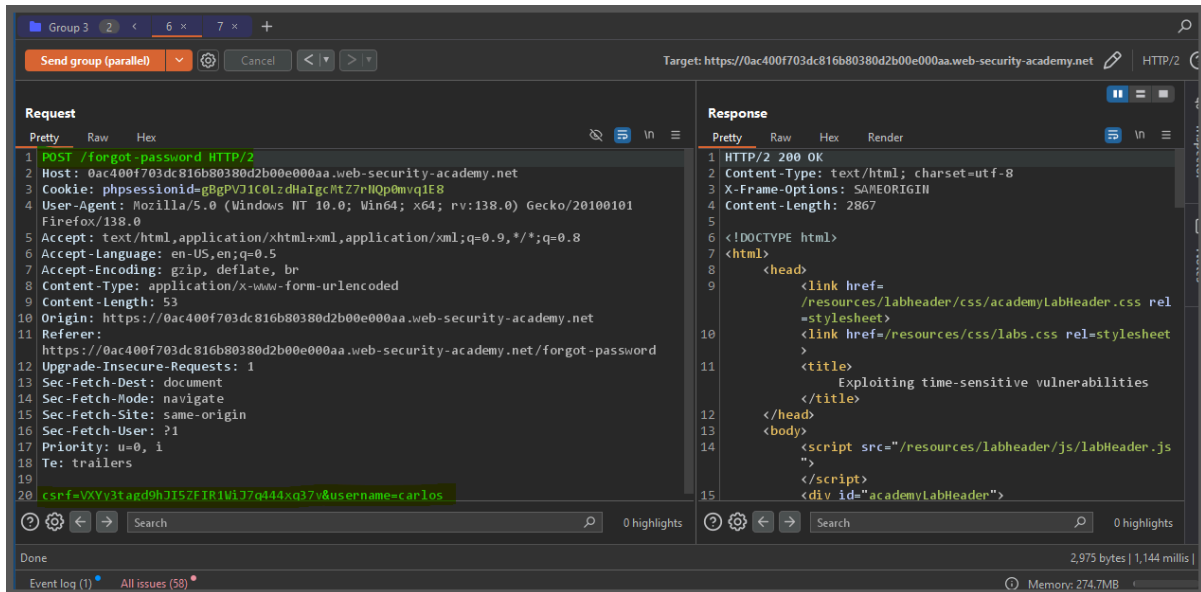 Group 3 2 < 6 × 7 × +
Send group (parallel) Cancel < >
Target: https://0ac400f703dc816b80380d2b00e000aa.web-security-academy.net HTTP/2
Request
Pretty Raw Hex
\n
1 POST /forgot-password HTTP/2
2 Host: 0ac400f703dc816b80380d2b00e000aa.web-security-academy.net
3 Cookie: phpsessionid=gBgPVJ1C0LzdHaIgcMtZ7rNQp0mvq1E8
4 User-Agent: Mozilla/5.0 (Windows NT 10.0; Win64; x64; rv:138.0) Gecko/20100101
Firefox/138.0
5 Accept: text/html,application/xhtml+xml,application/xml;q=0.9,*/*;q=0.8
6 Accept-Language: en-US,en;q=0.5
7 Accept-Encoding: gzip, deflate, br
8 Content-Type: application/x-www-form-urlencoded
9 Content-Length: 53
10 Origin: https://0ac400f703dc816b80380d2b00e000aa.web-security-academy.net
11 Referer:
https://0ac400f703dc816b80380d2b00e000aa.web-security-academy.net/forgot-password
12 Upgrade-Insecure-Requests: 1
13 Sec-Fetch-Dest: document
14 Sec-Fetch-Mode: navigate
15 Sec-Fetch-Site: same-origin
16 Sec-Fetch-User: ?1
17 Priority: u=0, i
18 Te: trailers
19
20 csrf=VXYy3tagd9hJI5ZFIR1WiJ7q444xq37v&username=carlos
Search 0 highlights
Response
Pretty Raw Hex Render
\n
1 HTTP/2 200 OK
2 Content-Type: text/html; charset=utf-8
3 X-Frame-Options: SAMEORIGIN
4 Content-Length: 2867
5
6 <!DOCTYPE html>
7 <html>
8 <head>
9 <link href=
/resources/labheader/css/academyLabHeader.css rel
=stylesheet>
10 <link href=/resources/css/labs.css rel=stylesheet
>
11 <title>
Exploiting time-sensitive vulnerabilities
</title>
12 </head>
13 <body>
14 <script src="/resources/labheader/js/labHeader.js
">
</script>
15 <div id="academyLabHeader">
Search 0 highlights
Done
2,975 bytes | 1,144 millis
Event log (1) All issues (58)
Memory: 274.7MB